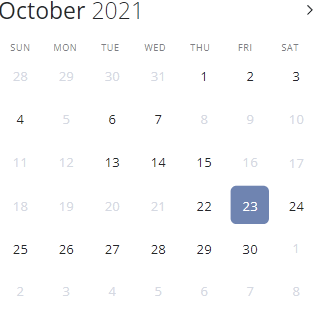 October 2021
SUN MON TUE WED THU FRI SAT
28 29 30 31 1 2 3
4 5 6 7 8 9 10
11 12 13 14 15 16 17
18 19 20 21 22 23 24
25 26 27 28 29 30 1
2 3 4 5 6 7 8